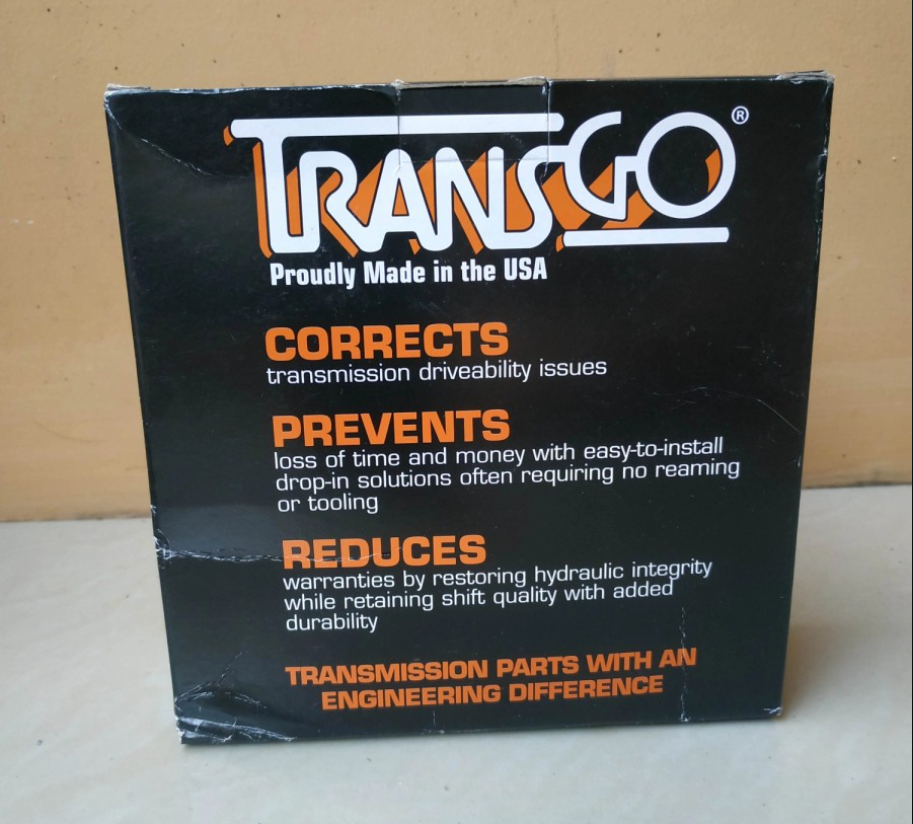 TRANSGO®
Proudly Made in the USA
CORRECTS
transmission driveability issues
PREVENTS
loss of time and money with easy-to-install
drop-in solutions often requiring no reaming
or tooling
REDUCES
warranties by restoring hydraulic integrity
while retaining shift quality with added
durability
TRANSMISSION PARTS WITH AN
ENGINEERING DIFFERENCE